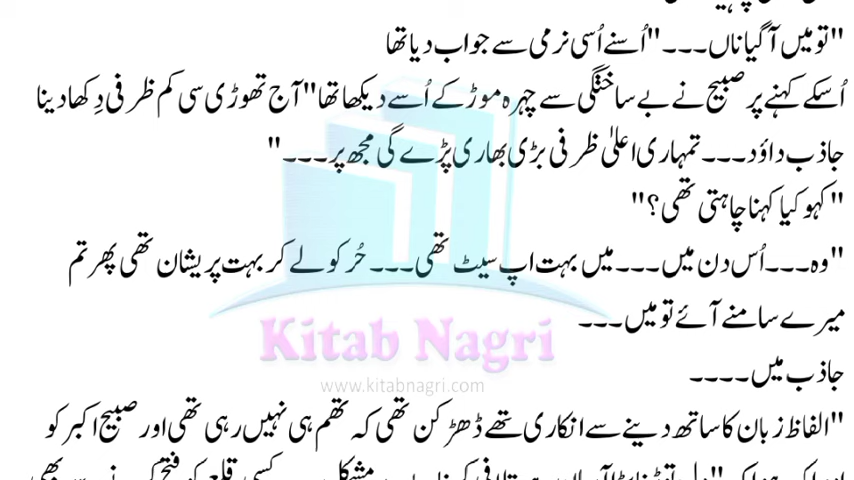 "تو میں آ گیا ناں۔۔۔" اُسنے اُسی نرمی سے جواب دیا تھا
اُسکے کہنے پر صبیح نے بے ساختگی سے چہرہ موڑ کے اُسے دیکھا تھا "آج تھوڑی سی کم ظرفی دِکھا دینا
جاذب داؤد۔۔۔ تمہاری اعلیٰ ظرفی بڑی بھاری پڑے گی مجھ پر۔۔۔"
"کہو کیا کہنا چاہتی تھی؟"
"وہ۔۔۔ اُس دن میں۔۔۔ میں بہت اپ سیٹ تھی۔۔۔ حُر کو لے کر بہت پریشان تھی پھر تم
میرے سامنے آئے تو میں۔۔۔
Kitab Nagri
www.kitabnagri.com
جاذب میں۔۔۔۔
"الفاظ زبان کا ساتھ دینے سے انکاری تھے دھڑکن تھی کہ تھم ہی نہیں رہی تھی اور صبیح اکبر کو